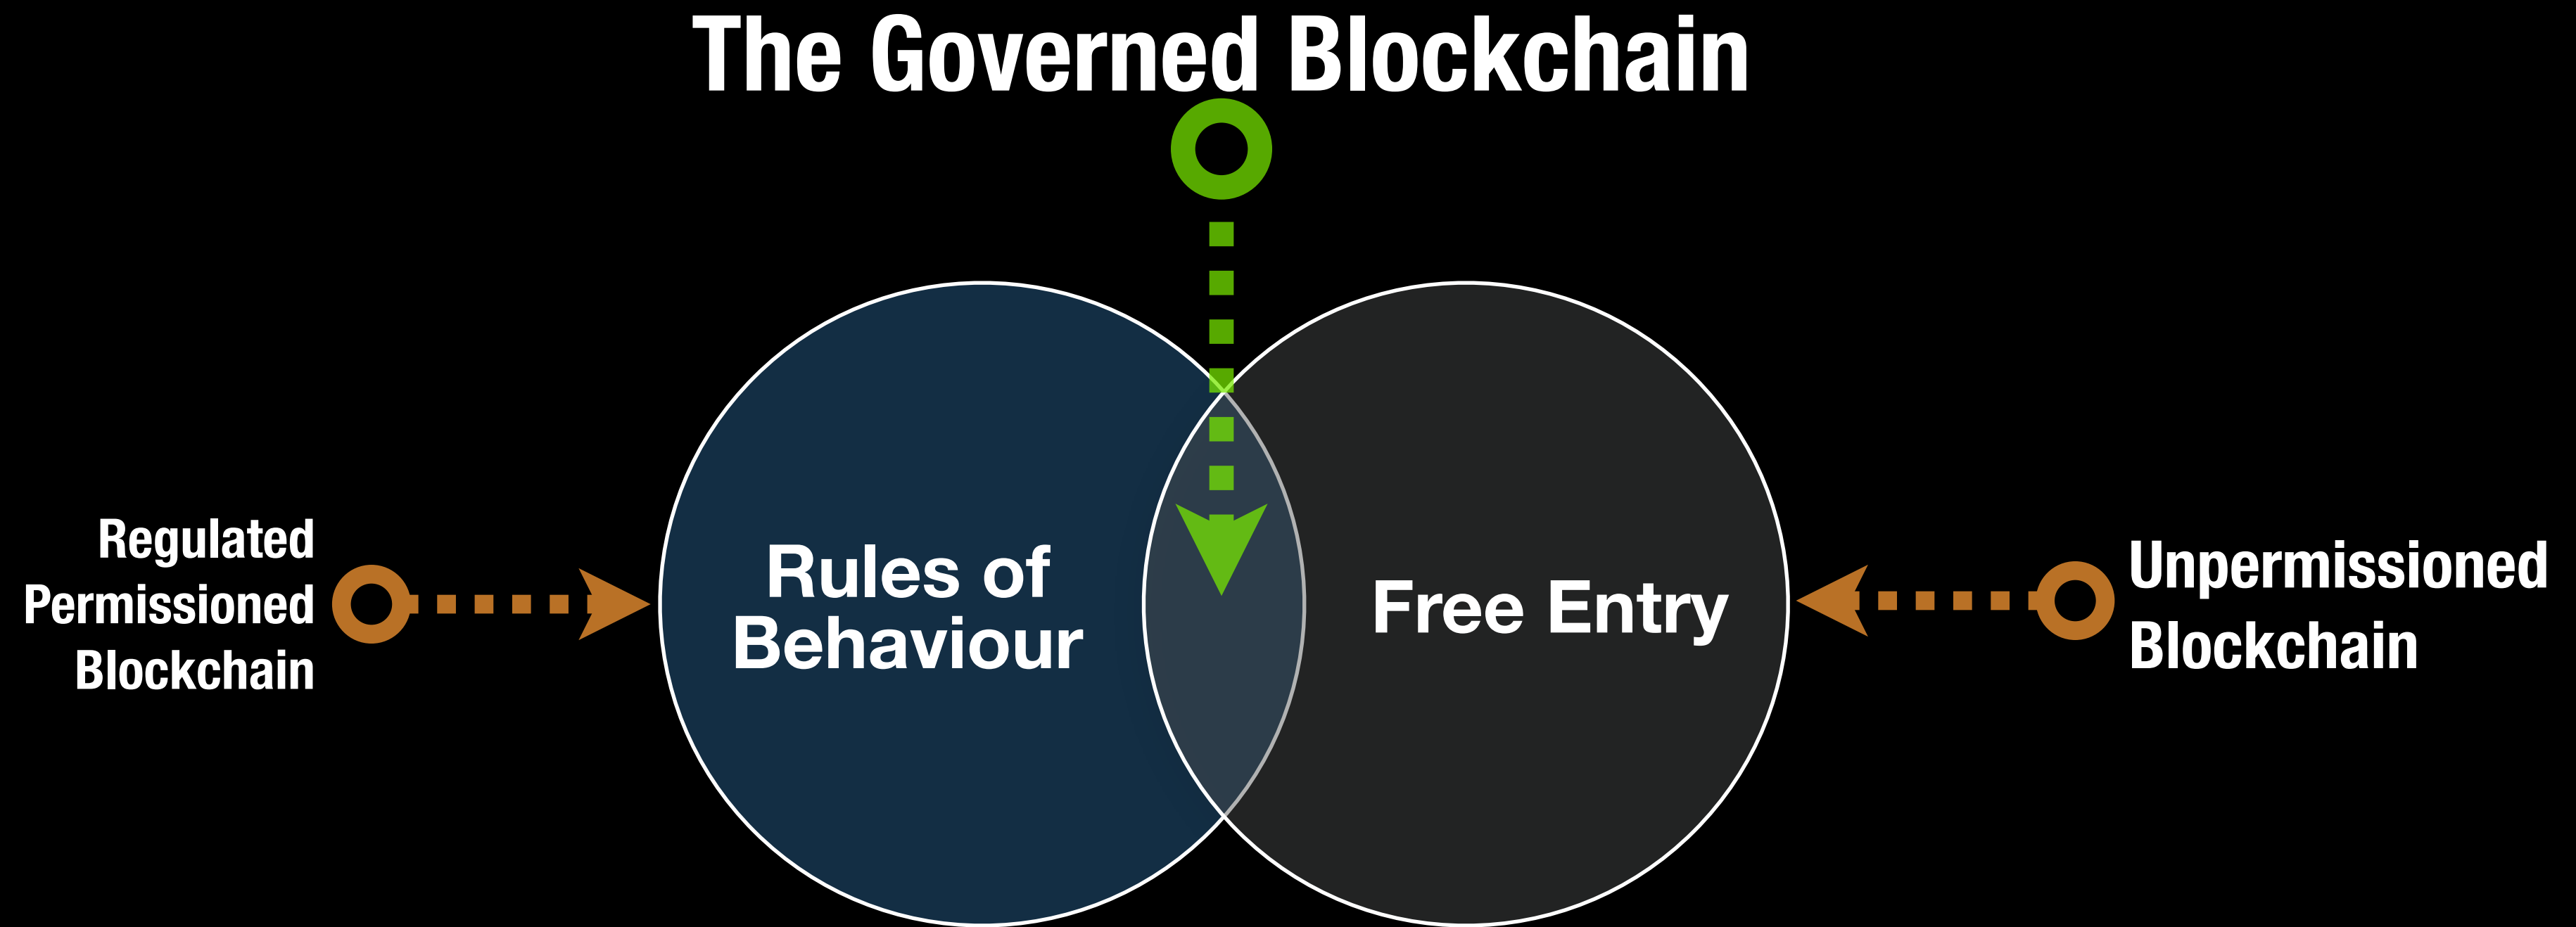 The Governed Blockchain
Regulated
Permissioned
Blockchain
Rules of
Behaviour
Free Entry
Unpermissioned
Blockchain